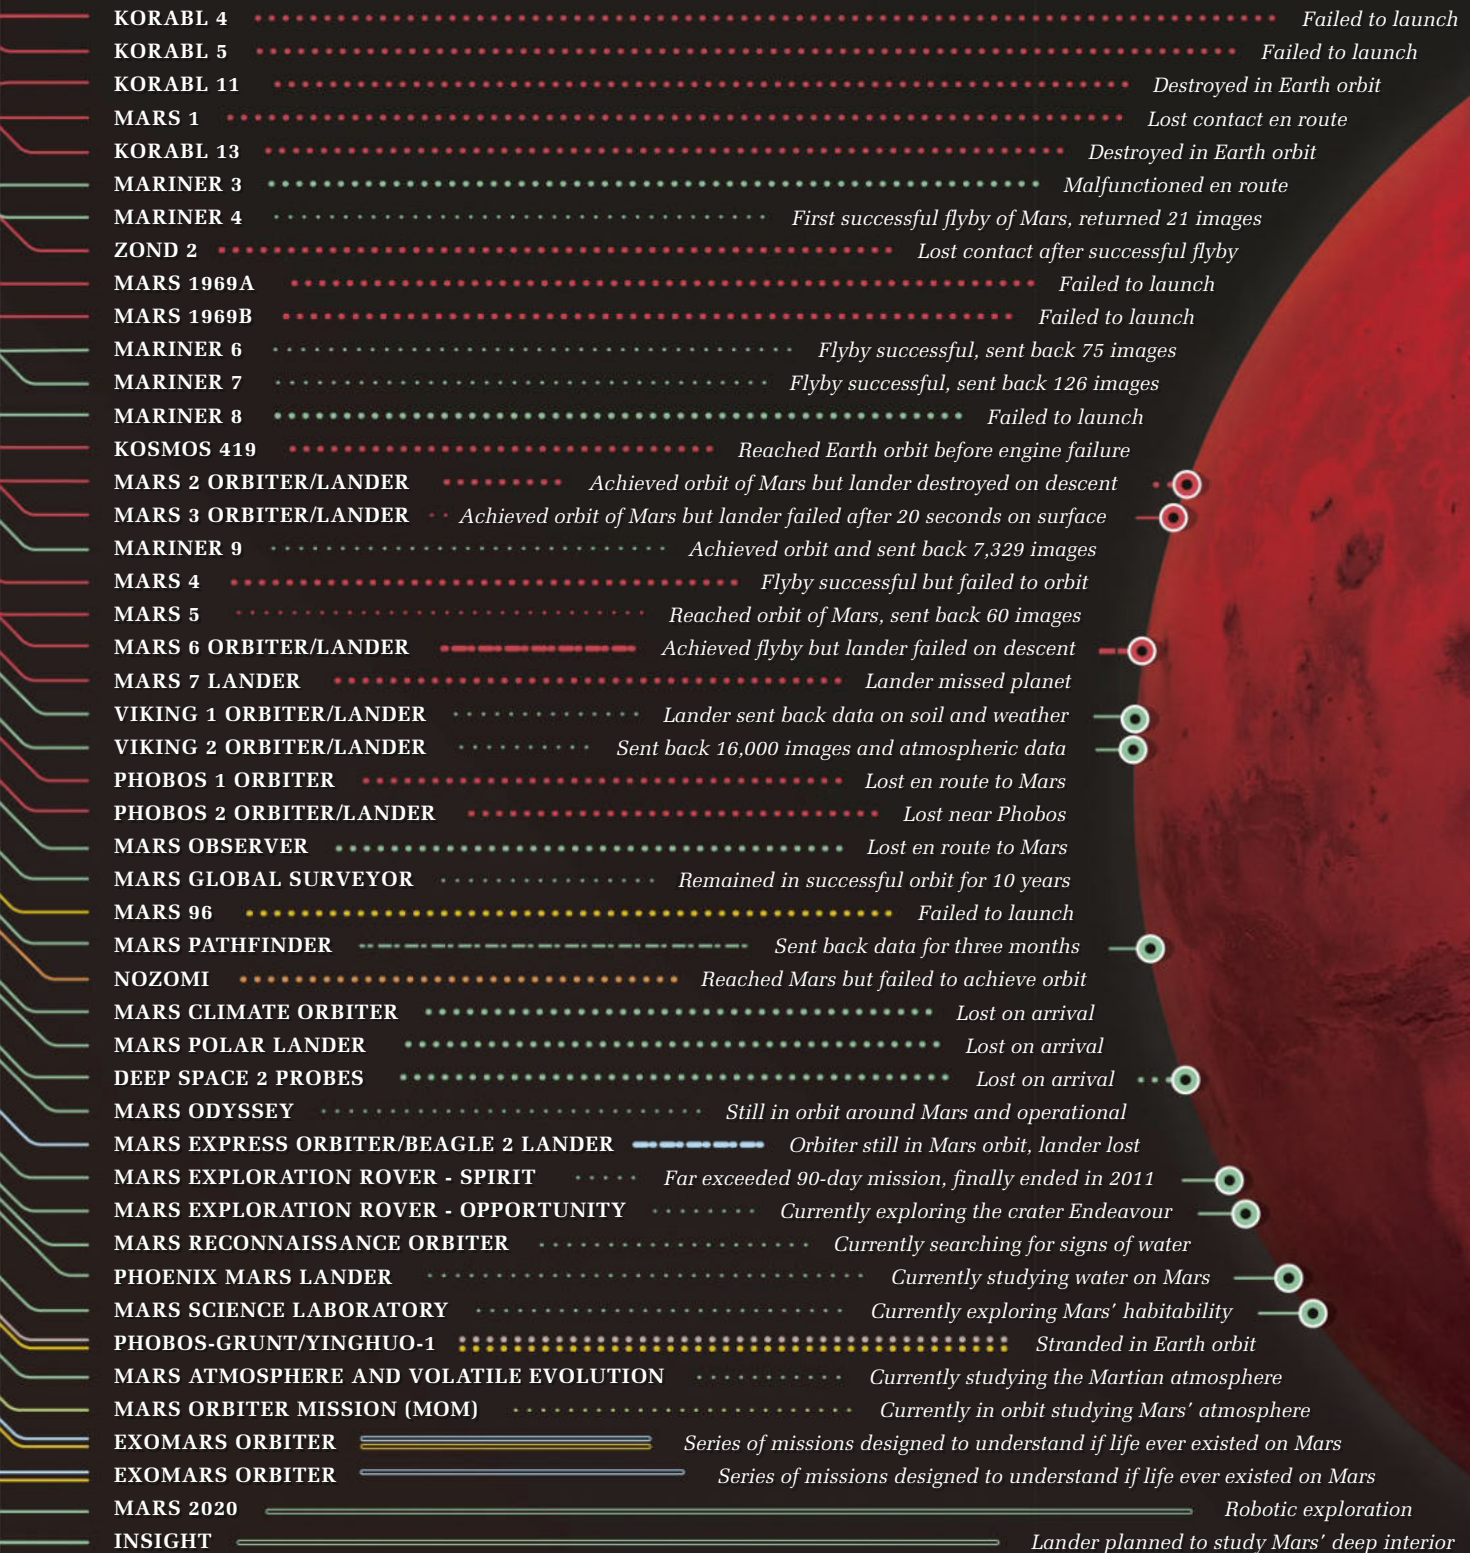 KORABL 4 Failed to launch
KORABL 5 Failed to launch
KORABL 11 Destroyed in Earth orbit
MARS 1 Lost contact en route
KORABL 13 Destroyed in Earth orbit
MARINER 3 Malfunctioned en route
MARINER 4 First successful flyby of Mars, returned 21 images
ZOND 2 Lost contact after successful flyby
MARS 1969A Failed to launch
MARS 1969B Failed to launch
MARINER 6 Flyby successful, sent back 75 images
MARINER 7 Flyby successful, sent back 126 images
MARINER 8 Failed to launch
KOSMOS 419 Reached Earth orbit before engine failure
MARS 2 ORBITER/LANDER Achieved orbit of Mars but lander destroyed on descent
MARS 3 ORBITER/LANDER Achieved orbit of Mars but lander failed after 20 seconds on surface
MARINER 9 Achieved orbit and sent back 7,329 images
MARS 4 Flyby successful but failed to orbit
MARS 5 Reached orbit of Mars, sent back 60 images
MARS 6 ORBITER/LANDER Achieved flyby but lander failed on descent
MARS 7 LANDER Lander missed planet
VIKING 1 ORBITER/LANDER Lander sent back data on soil and weather
VIKING 2 ORBITER/LANDER Sent back 16,000 images and atmospheric data
PHOBOS 1 ORBITER Lost en route to Mars
PHOBOS 2 ORBITER/LANDER Lost near Phobos
MARS OBSERVER Lost en route to Mars
MARS GLOBAL SURVEYOR Remained in successful orbit for 10 years
MARS 96 Failed to launch
MARS PATHFINDER Sent back data for three months
NOZOMI Reached Mars but failed to achieve orbit
MARS CLIMATE ORBITER Lost on arrival
MARS POLAR LANDER Lost on arrival
DEEP SPACE 2 PROBES Lost on arrival
MARS ODYSSEY Still in orbit around Mars and operational
MARS EXPRESS ORBITER/BEAGLE 2 LANDER Orbiter still in Mars orbit, lander lost
MARS EXPLORATION ROVER - SPIRIT Far exceeded 90-day mission, finally ended in 2011
MARS EXPLORATION ROVER - OPPORTUNITY Currently exploring the crater Endeavour
MARS RECONNAISSANCE ORBITER Currently searching for signs of water
PHOENIX MARS LANDER Currently studying water on Mars
MARS SCIENCE LABORATORY Currently exploring Mars' habitability
PHOBOS-GRUNT/YINGHUO-1 Stranded in Earth orbit
MARS ATMOSPHERE AND VOLATILE EVOLUTION Currently studying the Martian atmosphere
MARS ORBITER MISSION (MOM) Currently in orbit studying Mars' atmosphere
EXOMARS ORBITER Series of missions designed to understand if life ever existed on Mars
EXOMARS ORBITER Series of missions designed to understand if life ever existed on Mars
MARS 2020 Robotic exploration
INSIGHT Lander planned to study Mars' deep interior